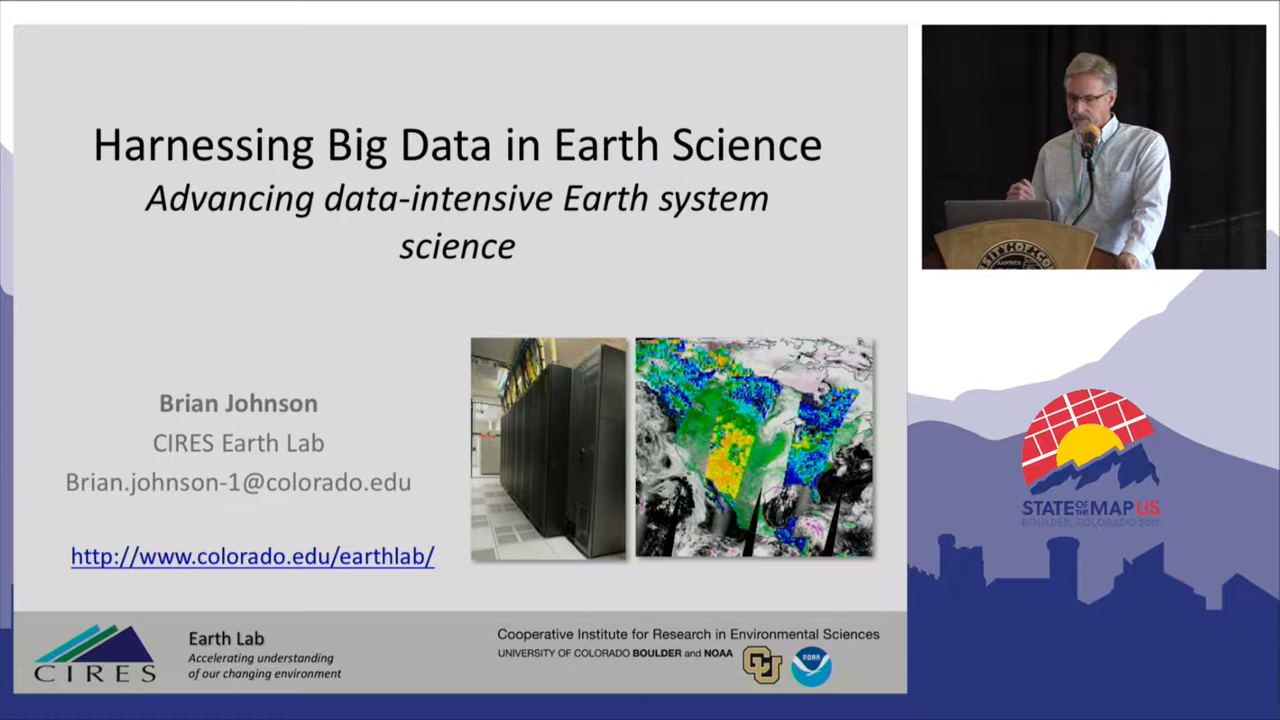 Harnessing Big Data in Earth Science
Advancing data-intensive Earth system
science
Brian Johnson
CIRES Earth Lab
Brian.johnson-1@colorado.edu
http://www.colorado.edu/earthlab/
CIRES
Earth Lab
Accelerating understanding
of our changing environment
Cooperative Institute for Research in Environmental Sciences
UNIVERSITY OF COLORADO BOULDER and NOAA
CU
NOAA
STATE OF THE MAP US
BOULDER, COLORADO 2017